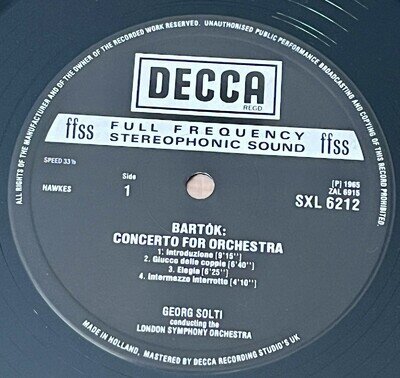 ALL RIGHTS OF THE MANUFACTURER AND OF THE OWNER OF THE RECORDED WORK RESERVED. UNAUTHORISED PUBLIC PERFORMANCE BROADCASTING AND COPYING OF THIS RECORD PROHIBITED.
DECCA
REGD
ffss FULL FREQUENCY STEREOPHONIC SOUND ffss
SPEED 33⅓
HAWKES
Side
1
[P] 1965
ZAL 6915
SXL 6212
BARTÓK:
CONCERTO FOR ORCHESTRA
1. Introduzione [9'15'']
2. Giucco delle coppie [6'40'']
3. Elegia [6'25'']
4. Intermezzo interrotto [4'10'']
GEORG SOLTI
conducting the
LONDON SYMPHONY ORCHESTRA
MADE IN HOLLAND, MASTERED BY DECCA RECORDING STUDIO'S UK